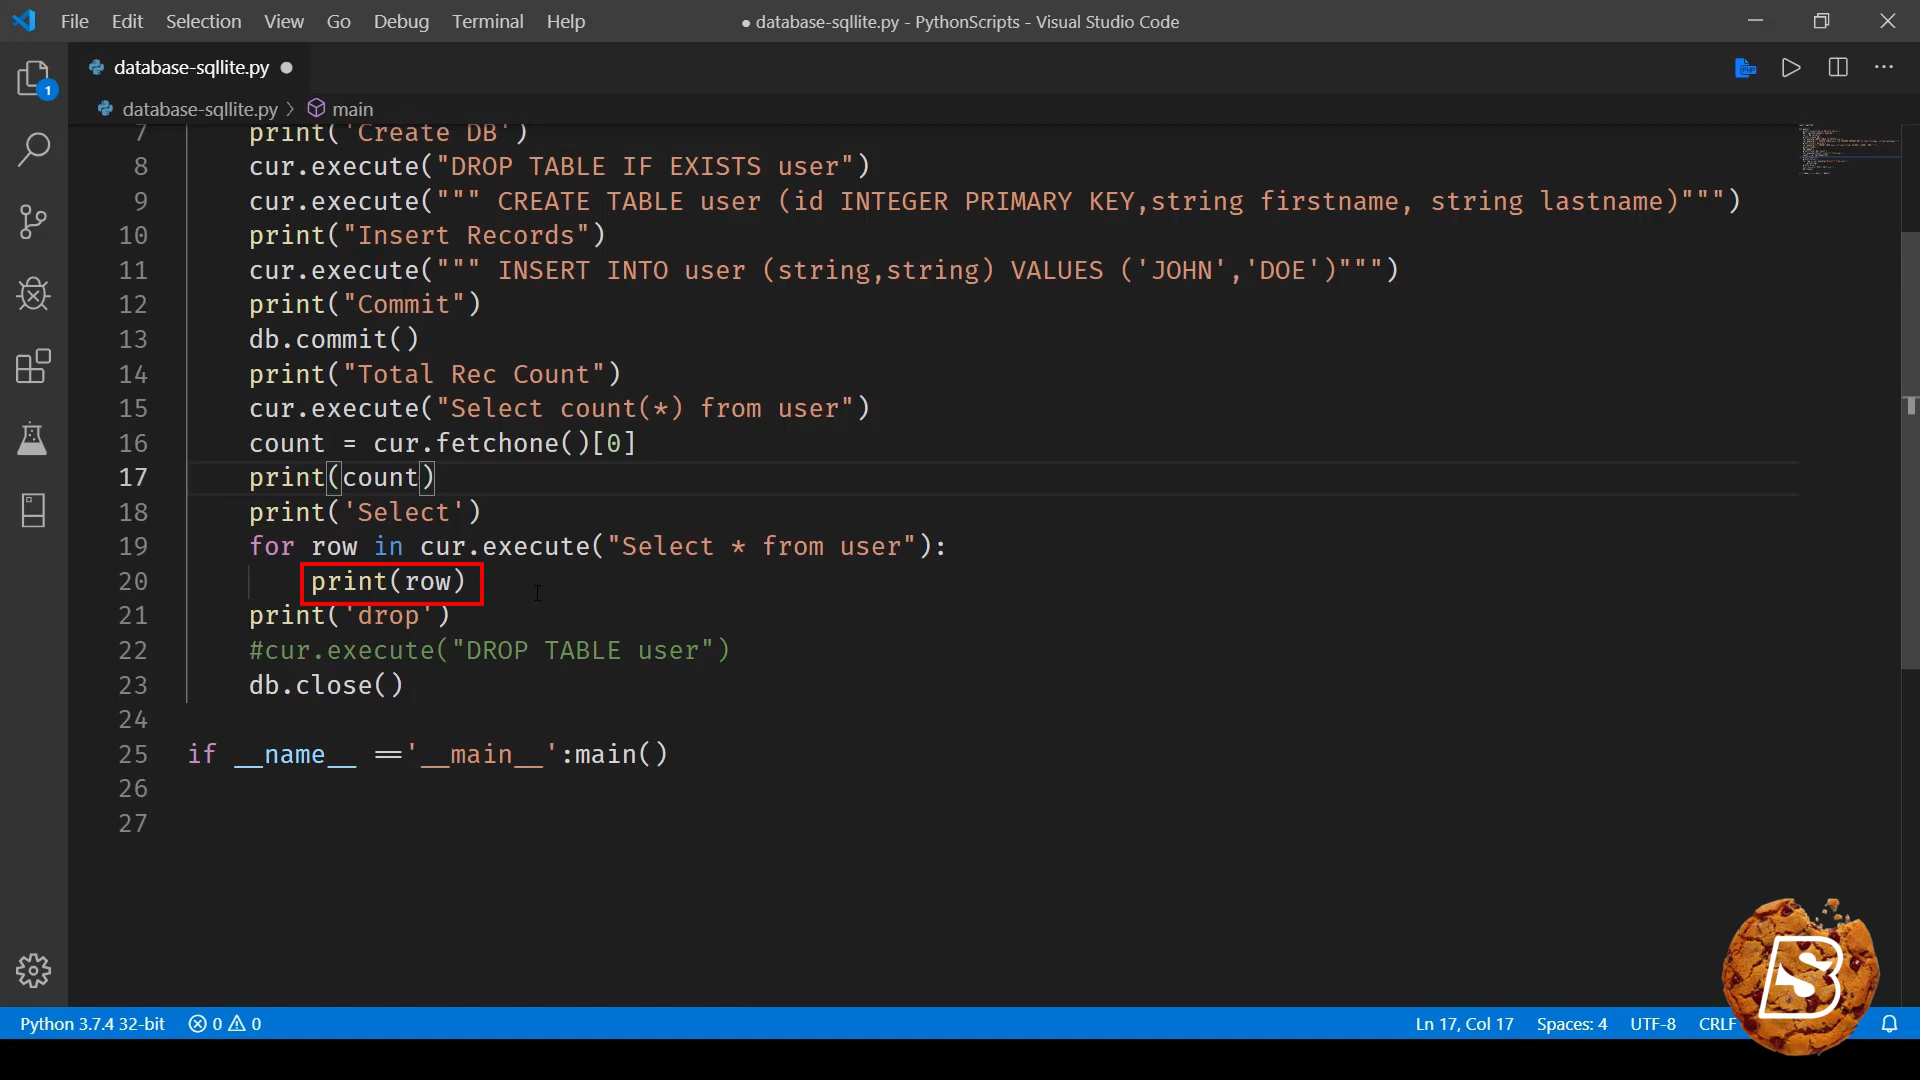 File Edit Selection View Go Debug Terminal Help
● database-sqllite.py - PythonScripts - Visual Studio Code
database-sqllite.py ●
database-sqllite.py > main
1
7 print('Create DB')
8 cur.execute("DROP TABLE IF EXISTS user")
9 cur.execute(""" CREATE TABLE user (id INTEGER PRIMARY KEY,string firstname, string lastname)""")
10 print("Insert Records")
11 cur.execute(""" INSERT INTO user (string,string) VALUES ('JOHN','DOE')""")
12 print("Commit")
13 db.commit()
14 print("Total Rec Count")
15 cur.execute("Select count(*) from user")
16 count = cur.fetchone()[0]
17 print(count)
18 print('Select')
19 for row in cur.execute("Select * from user"):
20 print(row)
21 print('drop')
22 #cur.execute("DROP TABLE user")
23 db.close()
24
25 if __name__ =='__main__':main()
26
27
Python 3.7.4 32-bit 0 0 Ln 17, Col 17 Spaces: 4 UTF-8 CRLF